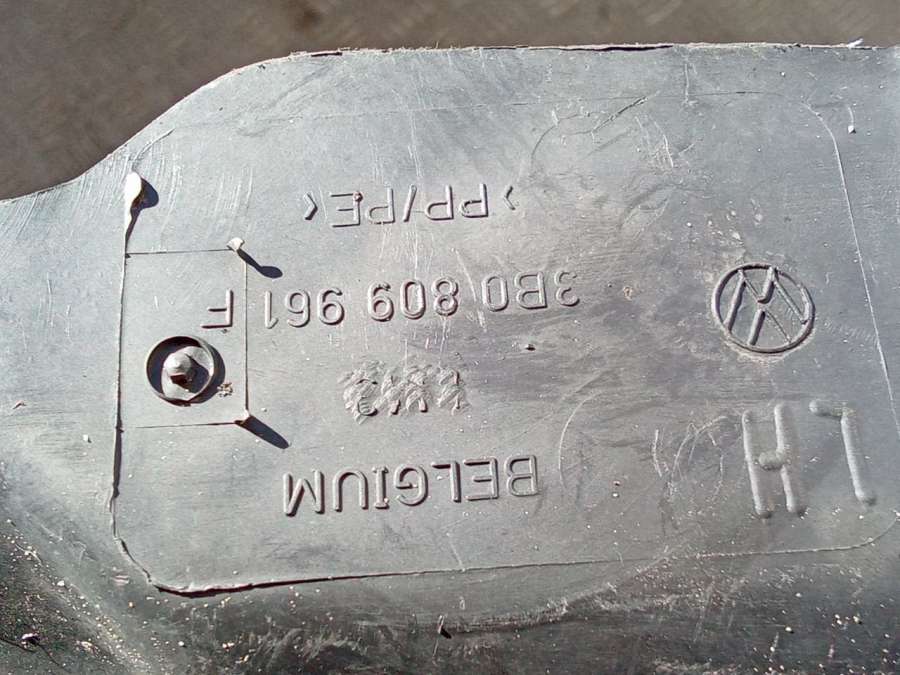 LH
BELGIUM
3B0 809 961 F
>PP/PE<